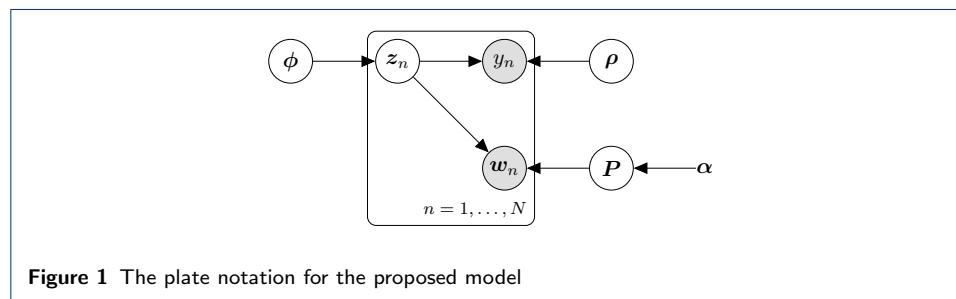 ϕ z_n y_n ρ
w_n P α
n = 1, . . . , N
Figure 1 The plate notation for the proposed model